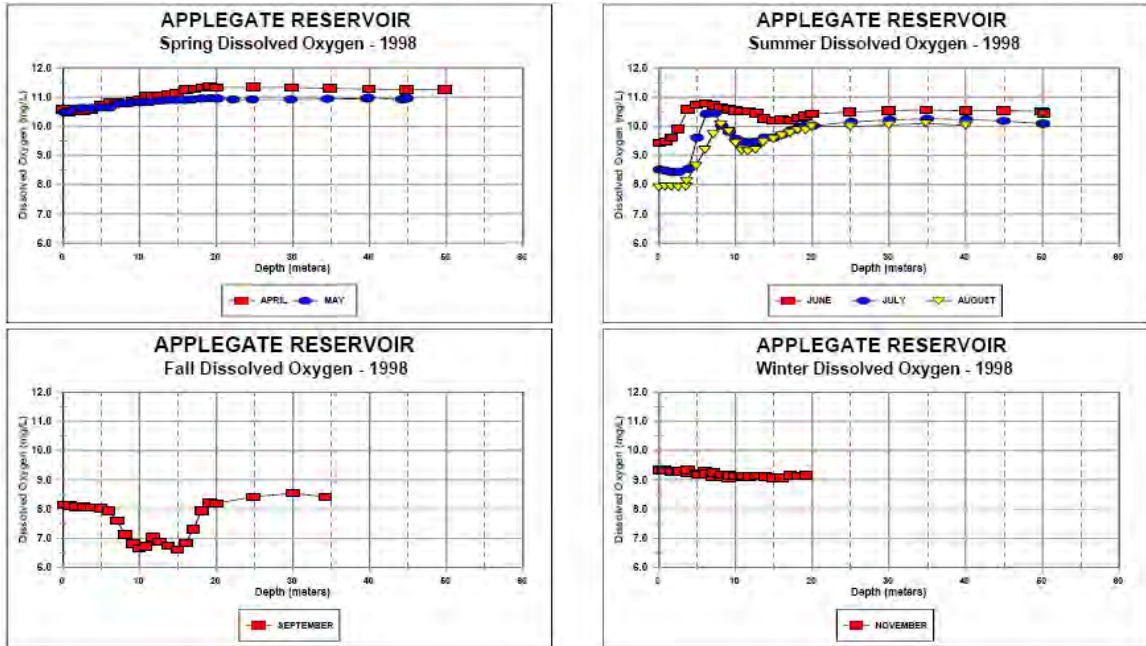 APPLEGATE RESERVOIR
Spring Dissolved Oxygen - 1998
12.0
11.0
10.0
9.0
8.0
7.0
6.0
Dissolved Oxygen (mg/L)
0 10 20 30 40 50 60
Depth (meters)
APRIL MAY
APPLEGATE RESERVOIR
Summer Dissolved Oxygen - 1998
12.0
11.0
10.0
9.0
8.0
7.0
6.0
Dissolved Oxygen (mg/L)
0 10 20 30 40 50 60
Depth (meters)
JUNE JULY AUGUST
APPLEGATE RESERVOIR
Fall Dissolved Oxygen - 1998
12.0
11.0
10.0
9.0
8.0
7.0
6.0
Dissolved Oxygen (mg/L)
0 10 20 30 40 50 60
Depth (meters)
SEPTEMBER
APPLEGATE RESERVOIR
Winter Dissolved Oxygen - 1998
12.0
11.0
10.0
9.0
8.0
7.0
6.0
Dissolved Oxygen (mg/L)
0 10 20 30 40 50 60
Depth (meters)
NOVEMBER